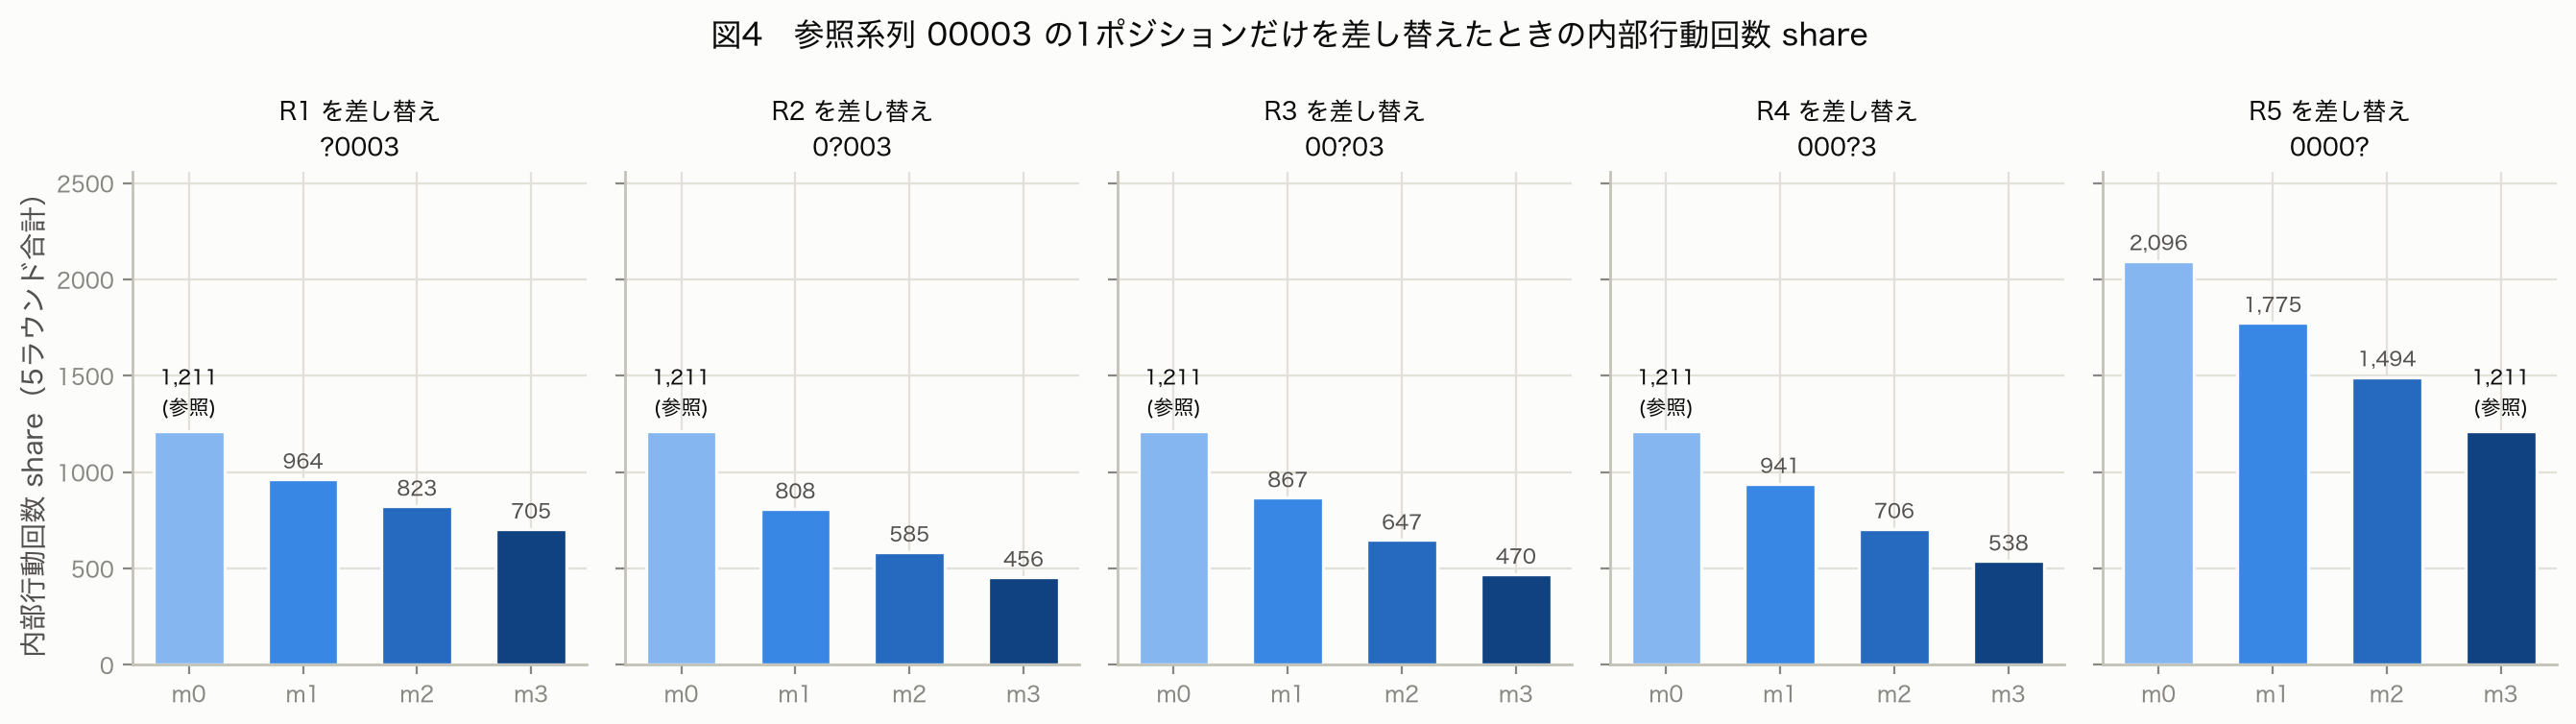 図4　参照系列 00003 の1ポジションだけを差し替えたときの内部行動回数 share
内部行動回数 share（5ラウンド合計）
R1 を差し替え
?0003
2500
2000
1500
1000
500
0
1,211
(参照)
964
823
705
m0 m1 m2 m3
R2 を差し替え
0?003
1,211
(参照)
808
585
456
m0 m1 m2 m3
R3 を差し替え
00?03
1,211
(参照)
867
647
470
m0 m1 m2 m3
R4 を差し替え
000?3
1,211
(参照)
941
706
538
m0 m1 m2 m3
R5 を差し替え
0000?
2,096
1,775
1,494
1,211
(参照)
m0 m1 m2 m3